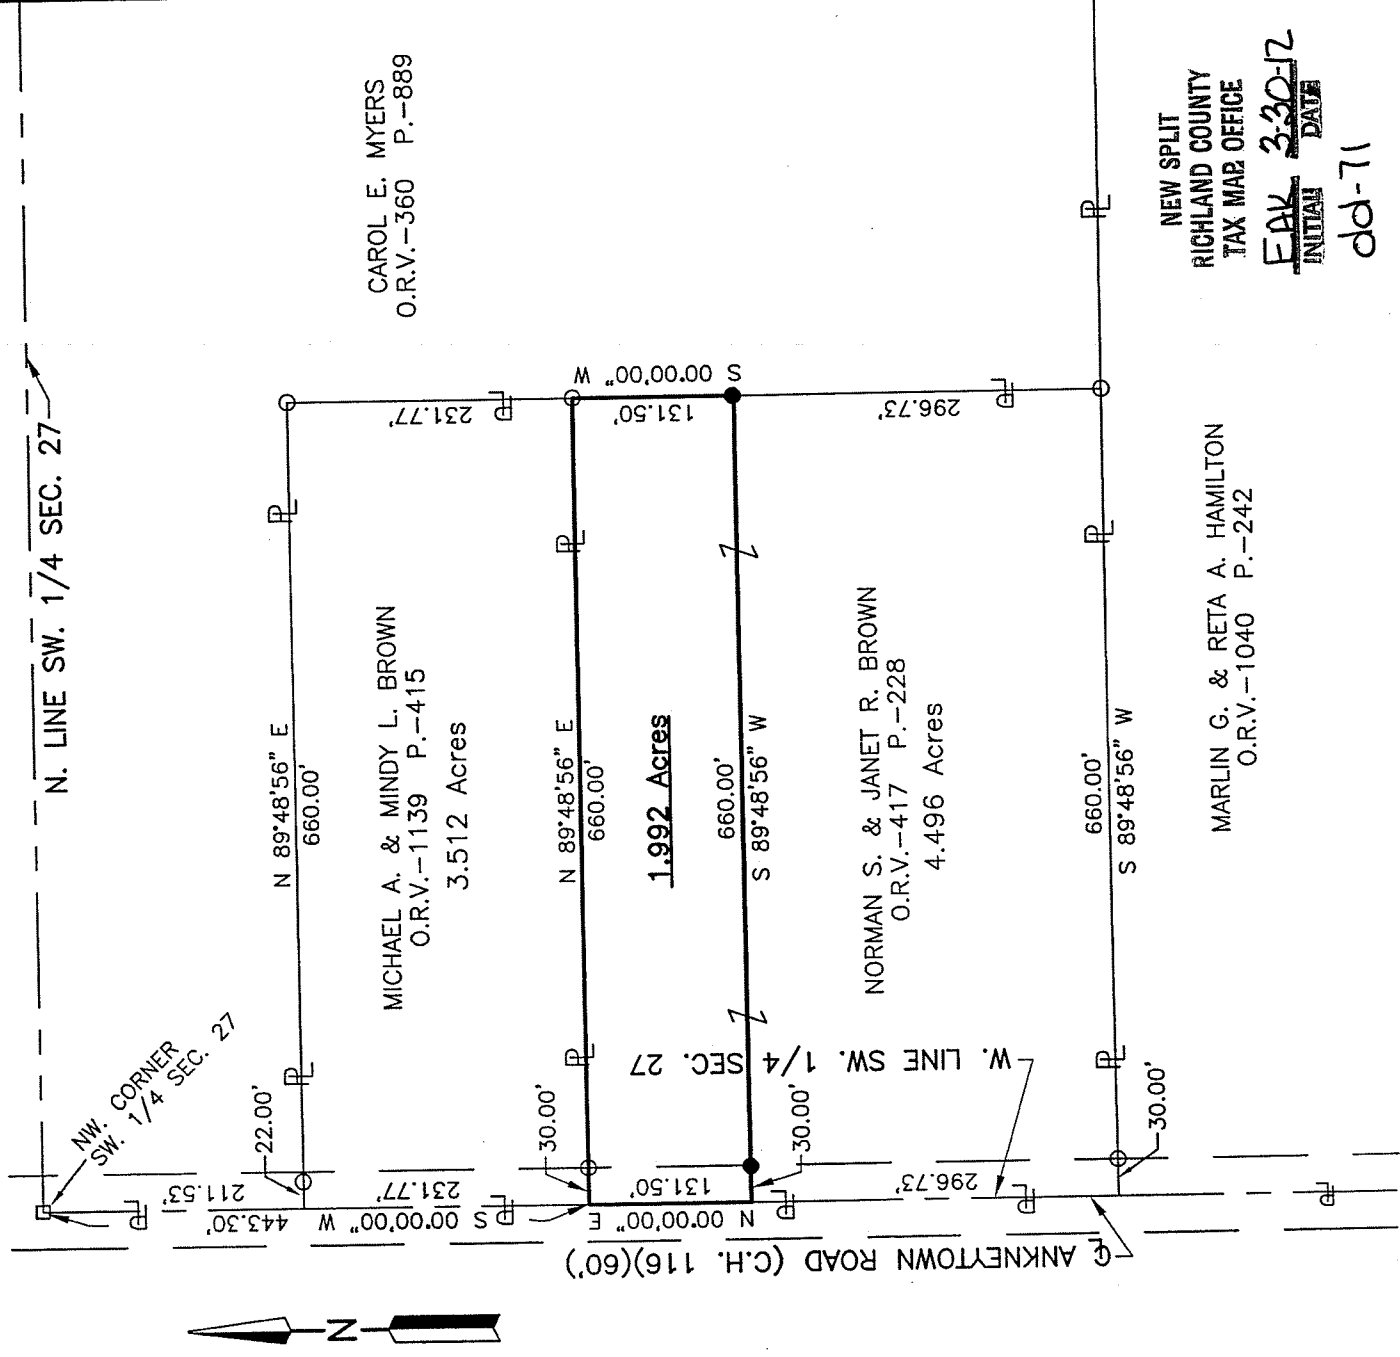 N. LINE SW. 1/4 SEC. 27
NW. CORNER
SW. 1/4 SEC. 27
CAROL E. MYERS
O.R.V.-360 P.-889
N 89°48'56" E
660.00'
22.00'
211.53'
443.30'
S 00°00'00" W
231.77'
231.77'
MICHAEL A. & MINDY L. BROWN
O.R.V.-1139 P.-415
3.512 Acres
N 89°48'56" E
660.00'
30.00'
131.50'
N 00°00'00" E
1.992 Acres
131.50'
S 00°00'00" W
660.00'
S 89°48'56" W
30.00'
W. LINE SW. 1/4 SEC. 27
NORMAN S. & JANET R. BROWN
O.R.V.-417 P.-228
4.496 Acres
296.73'
296.73'
660.00'
S 89°48'56" W
30.00'
MARLIN G. & RETA A. HAMILTON
O.R.V.-1040 P.-242
℄ ANKNEYTOWN ROAD (C.H. 116)(60')
N
NEW SPLIT
RICHLAND COUNTY
TAX MAP OFFICE
EAK 3-30-12
INITIAL DATE
dd-71